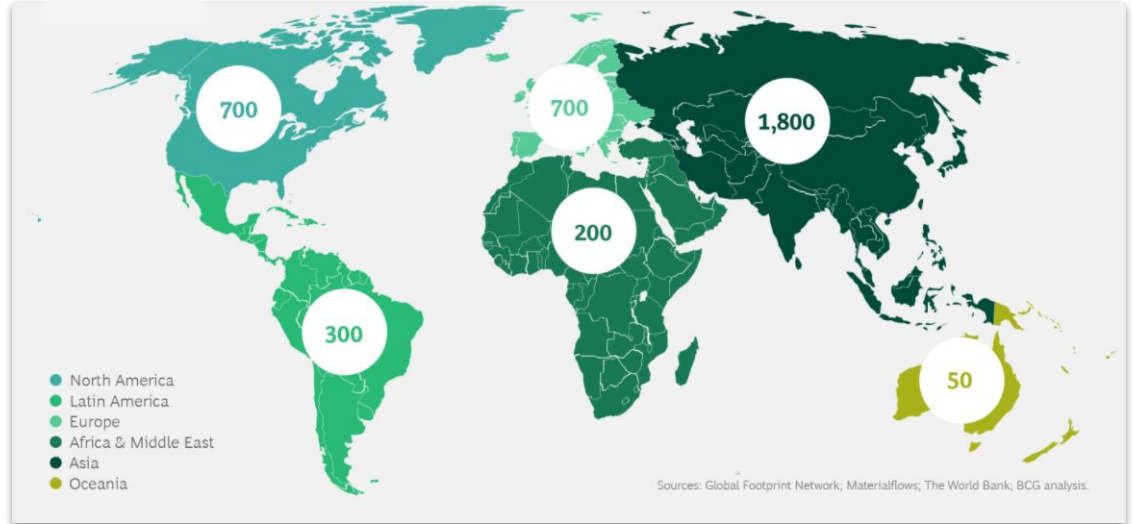 700
700
1,800
200
300
50
North America
Latin America
Europe
Africa & Middle East
Asia
Oceania
Sources: Global Footprint Network; Materialflows; The World Bank; BCG analysis.